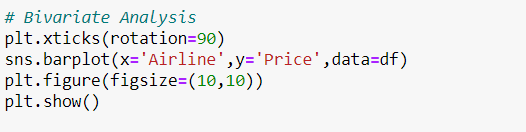 # Bivariate Analysis
plt.xticks(rotation=90)
sns.barplot(x='Airline',y='Price',data=df)
plt.figure(figsize=(10,10))
plt.show()